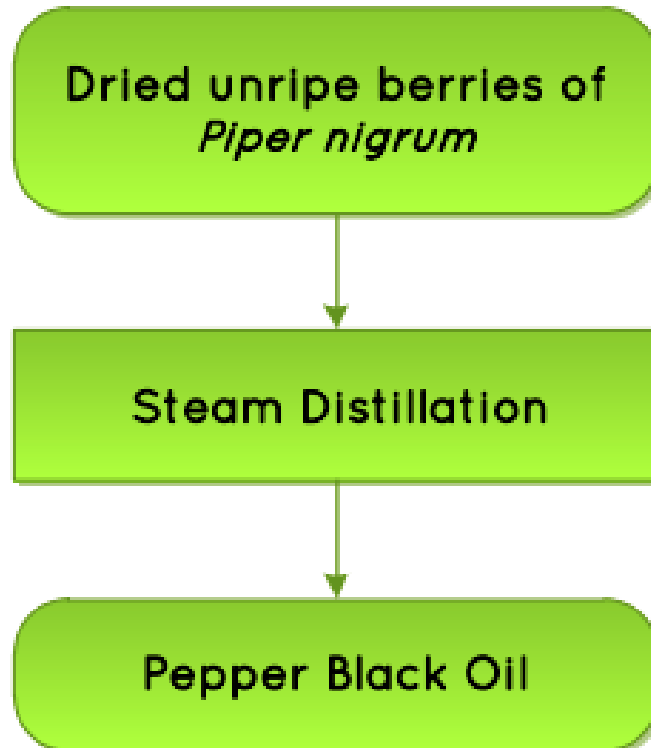 Dried unripe berries of
Piper nigrum
Steam Distillation
Pepper Black Oil